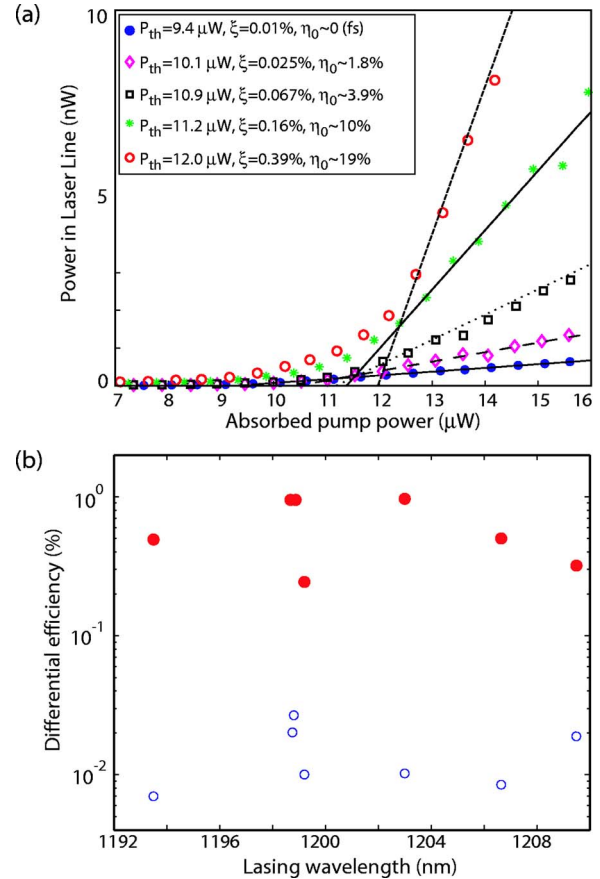 (a)
10
5
0
Power in Laser Line (nW)
P_th=9.4 μW, ξ=0.01%, η_0~0 (fs)
P_th=10.1 μW, ξ=0.025%, η_0~1.8%
P_th=10.9 μW, ξ=0.067%, η_0~3.9%
P_th=11.2 μW, ξ=0.16%, η_0~10%
P_th=12.0 μW, ξ=0.39%, η_0~19%
7 8 9 10 11 12 13 14 15 16
Absorbed pump power (μW)
(b)
10^0
10^-1
10^-2
Differential efficiency (%)
1192 1196 1200 1204 1208
Lasing wavelength (nm)